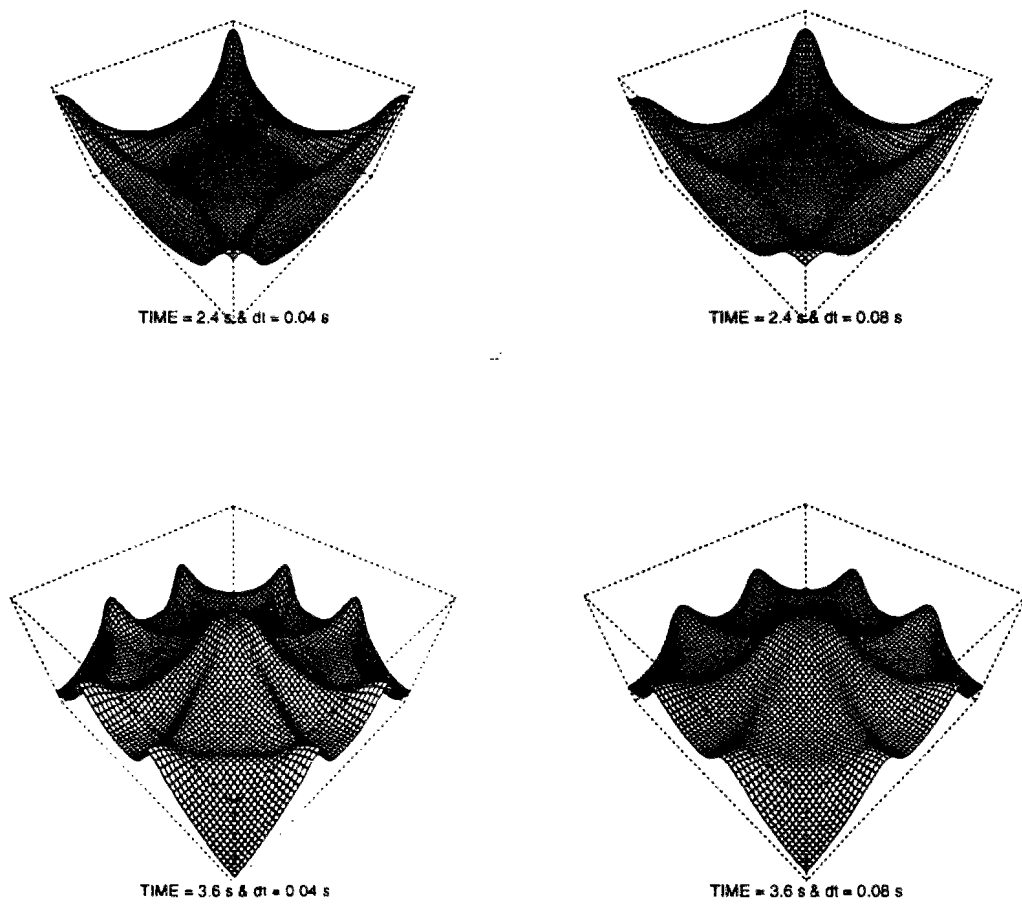 TIME = 2.4 s & dt = 0.04 s
TIME = 2.4 s & dt = 0.08 s
TIME = 3.6 s & dt = 0.04 s
TIME = 3.6 s & dt = 0.08 s